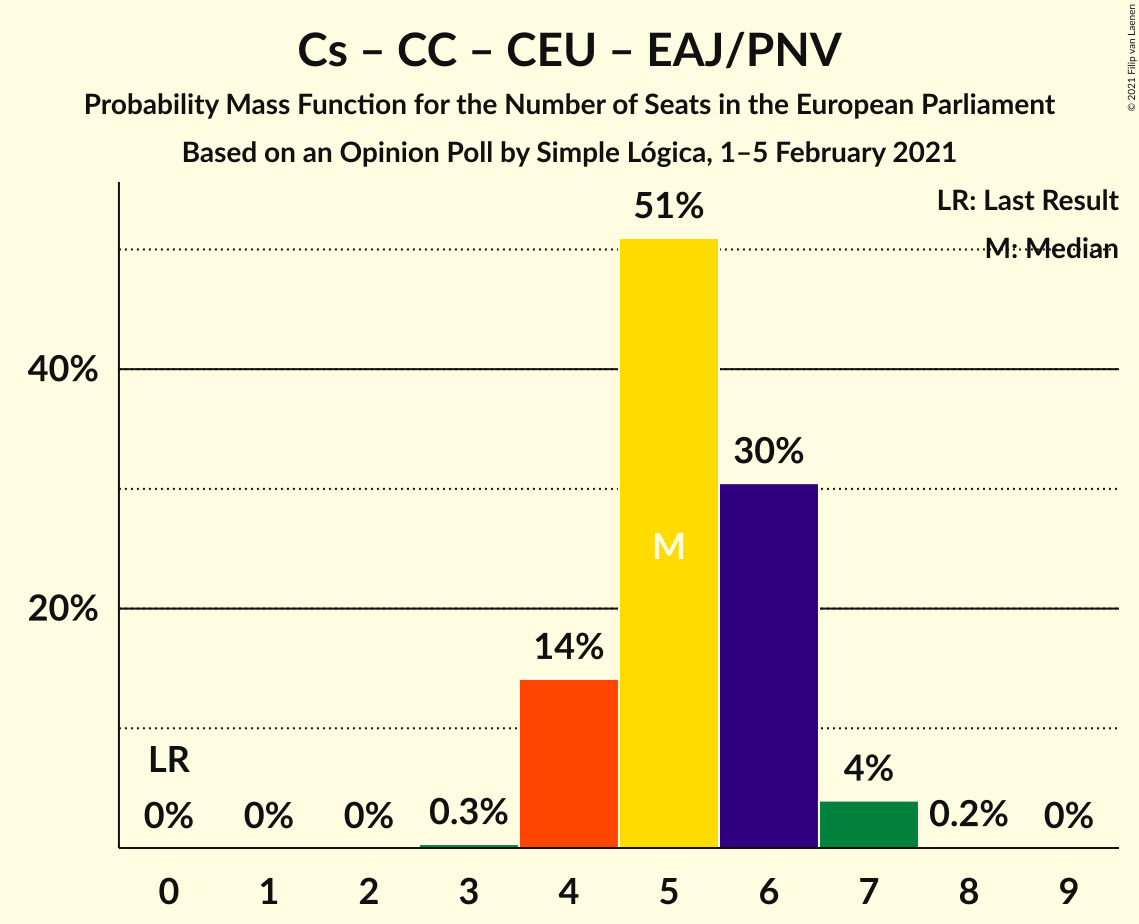 Cs – CC – CEU – EAJ/PNV
Probability Mass Function for the Number of Seats in the European Parliament
Based on an Opinion Poll by Simple Lógica, 1–5 February 2021
© 2021 Filip van Laenen
LR: Last Result
M: Median
51%
40%
30%
M
20%
14%
LR
4%
0% 0% 0% 0.3% 0.2% 0%
0 1 2 3 4 5 6 7 8 9